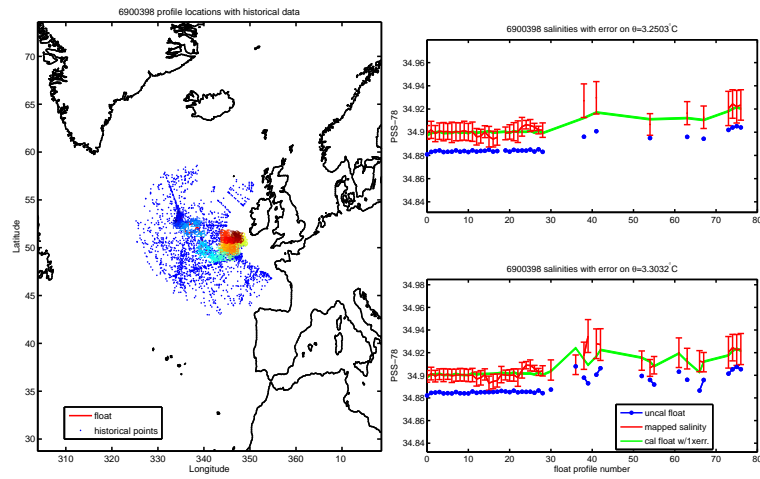 6900398 profile locations with historical data
70
65
60
55
50
45
40
35
30
Latitude
310 320 330 340 350 360 10
Longitude
float
historical points
6900398 salinities with error on θ=3.2503°C
34.96
34.94
34.92
34.9
34.88
34.86
34.84
PSS−78
0 10 20 30 40 50 60 70 80
6900398 salinities with error on θ=3.3032°C
34.98
34.96
34.94
34.92
34.9
34.88
34.86
34.84
PSS−78
0 10 20 30 40 50 60 70 80
float profile number
uncal float
mapped salinity
cal float w/1xerr.